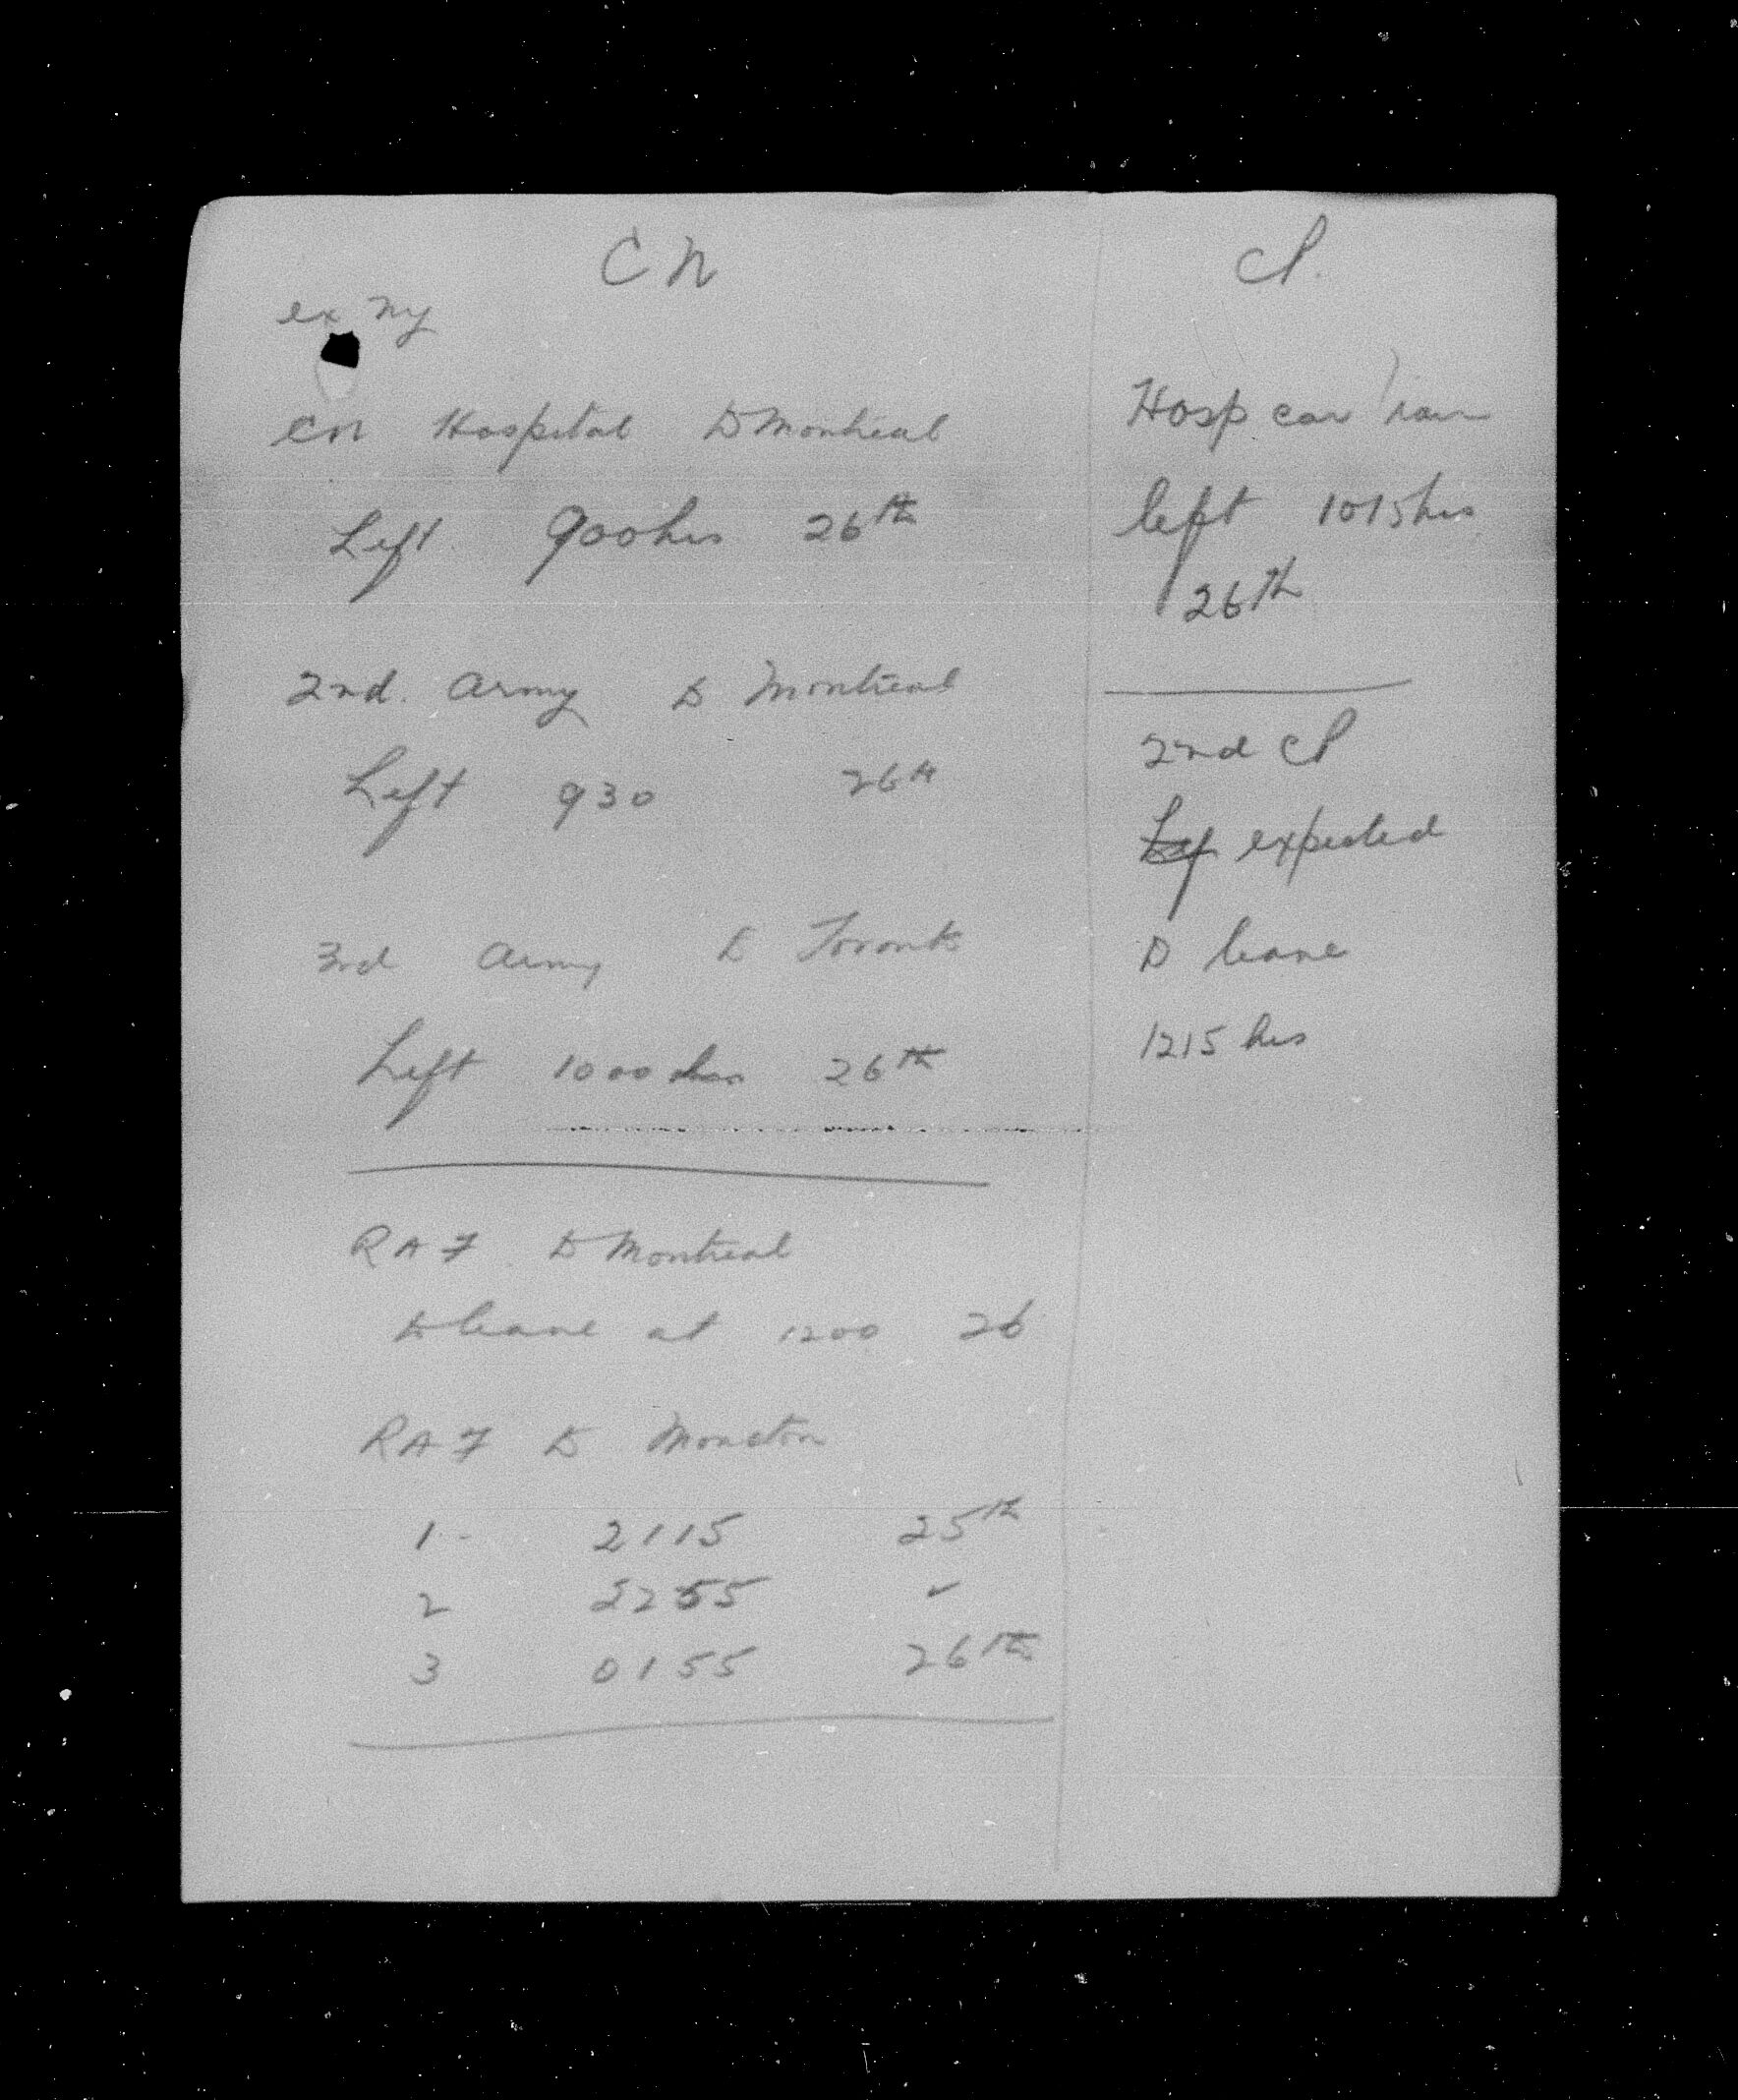 CN
ex NY
CN Hospital to Montreal
Left 900 hrs 26th
2nd. Army to Montreal
Left 930 26th
3rd Army to Toronto
Left 1000 hrs 26th
RAF to Montreal
to leave at 1200 26
RAF to Moncton
1 - 2115 25th
2 2255 -
3 0155 26th
CP.
Hosp car
left 1015 hrs
26th
2nd CP
Lef expected
to leave
1215 hrs